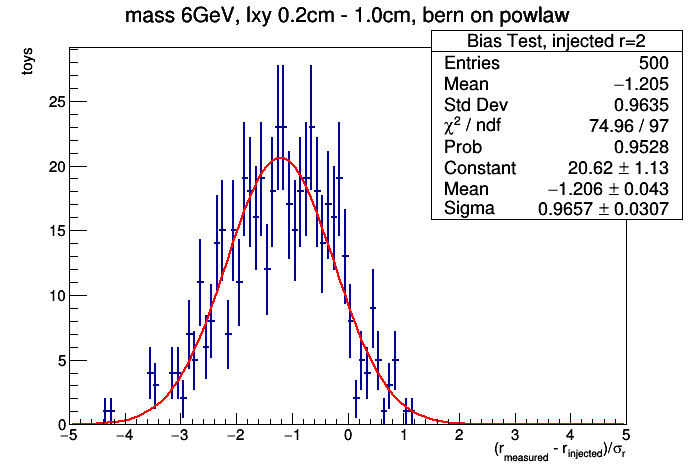 mass 6GeV, lxy 0.2cm - 1.0cm, bern on powlaw
Bias Test, injected r=2
Entries 500
Mean −1.205
Std Dev 0.9635
χ² / ndf 74.96 / 97
Prob 0.9528
Constant 20.62 ± 1.13
Mean −1.206 ± 0.043
Sigma 0.9657 ± 0.0307
toys
25
20
15
10
5
0
−5 −4 −3 −2 −1 0 1 2 3 4 5
(r_measured - r_injected)/σ_r